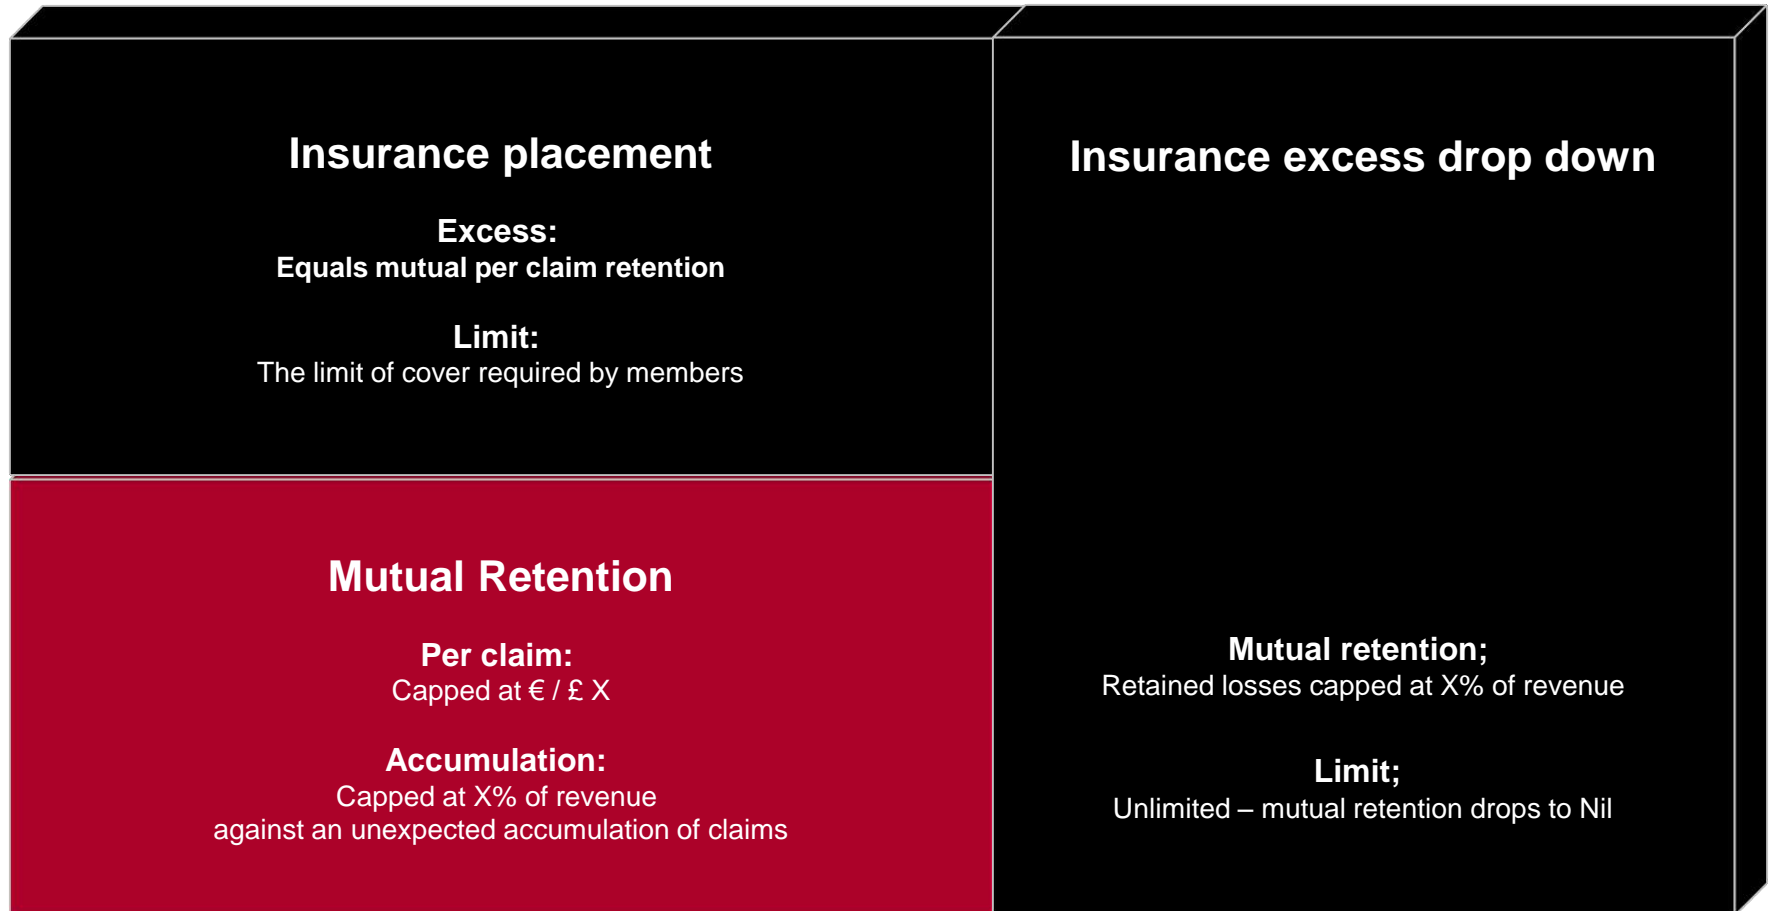 Insurance placement
Excess:
Equals mutual per claim retention
Limit:
The limit of cover required by members
Mutual Retention
Per claim:
Capped at € / £ X
Accumulation:
Capped at X% of revenue
against an unexpected accumulation of claims
Insurance excess drop down
Mutual retention;
Retained losses capped at X% of revenue
Limit;
Unlimited – mutual retention drops to Nil